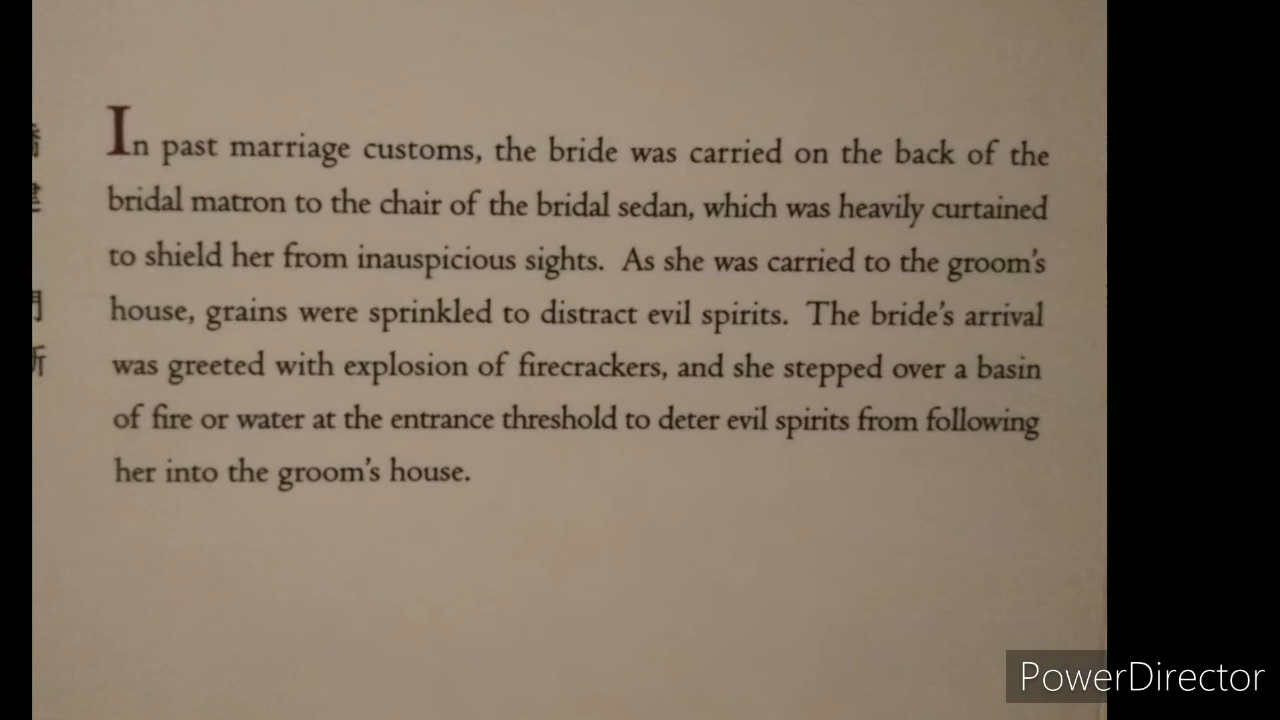 In past marriage customs, the bride was carried on the back of the
bridal matron to the chair of the bridal sedan, which was heavily curtained
to shield her from inauspicious sights. As she was carried to the groom's
house, grains were sprinkled to distract evil spirits. The bride's arrival
was greeted with explosion of firecrackers, and she stepped over a basin
of fire or water at the entrance threshold to deter evil spirits from following
her into the groom's house.
PowerDirector